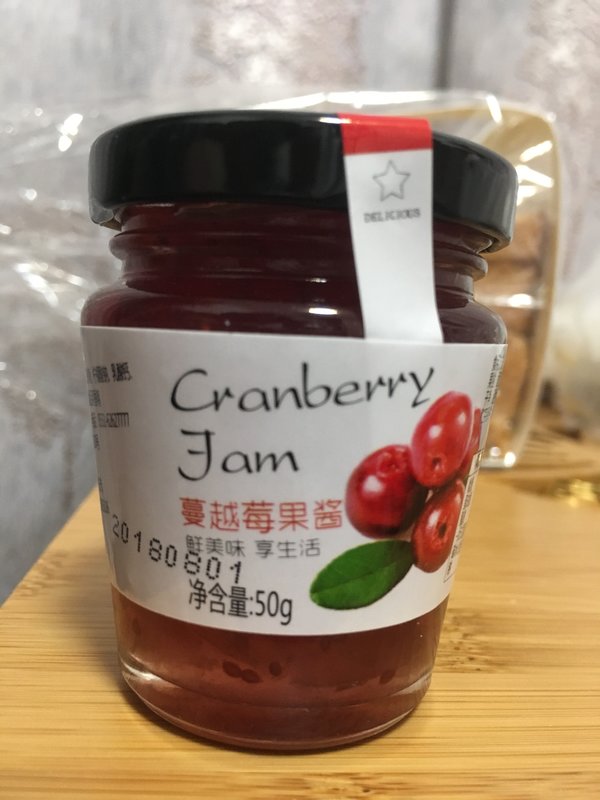 DELICIOUS
Cranberry
Jam
蔓越莓果酱
鲜美味 享生活
20180801
净含量:50g